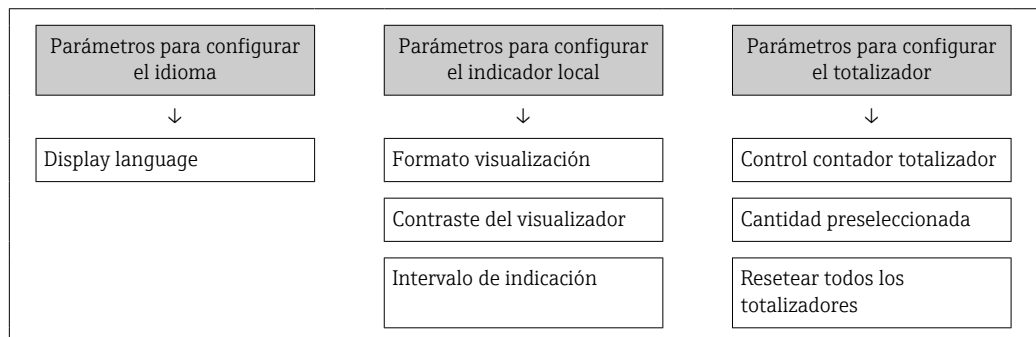 Parámetros para configurar
el idioma
↓
Display language
Parámetros para configurar
el indicador local
↓
Formato visualización
Contraste del visualizador
Intervalo de indicación
Parámetros para configurar
el totalizador
↓
Control contador totalizador
Cantidad preseleccionada
Resetear todos los
totalizadores